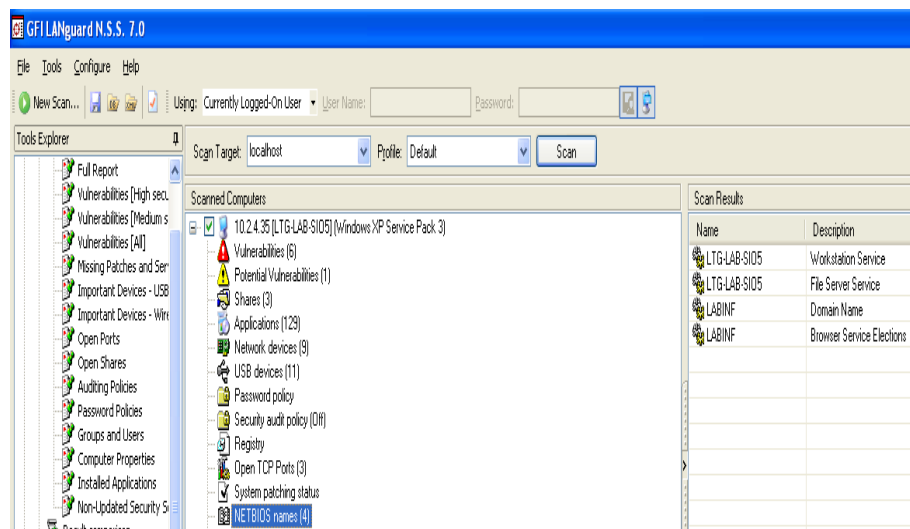 GFI LANguard N.S.S. 7.0
File Tools Configure Help
New Scan... Using: Currently Logged-On User User Name: Password:
Tools Explorer
Scan Target: localhost Profile: Default Scan
Full Report
Vulnerabilities [High secu
Vulnerabilities [Medium s
Vulnerabilities [All]
Missing Patches and Ser
Important Devices - USB
Important Devices - Wire
Open Ports
Open Shares
Auditing Policies
Password Policies
Groups and Users
Computer Properties
Installed Applications
Non-Updated Security S
Result comparison
Scanned Computers
10.2.4.35 [LTG-LAB-SIO5] (Windows XP Service Pack 3)
Vulnerabilities (6)
Potential Vulnerabilities (1)
Shares (3)
Applications (129)
Network devices (9)
USB devices (11)
Password policy
Security audit policy (Off)
Registry
Open TCP Ports (3)
System patching status
NETBIOS names (4)
Scan Results
Name Description
LTG-LAB-SIO5 Workstation Service
LTG-LAB-SIO5 File Server Service
LABINF Domain Name
LABINF Browser Service Elections